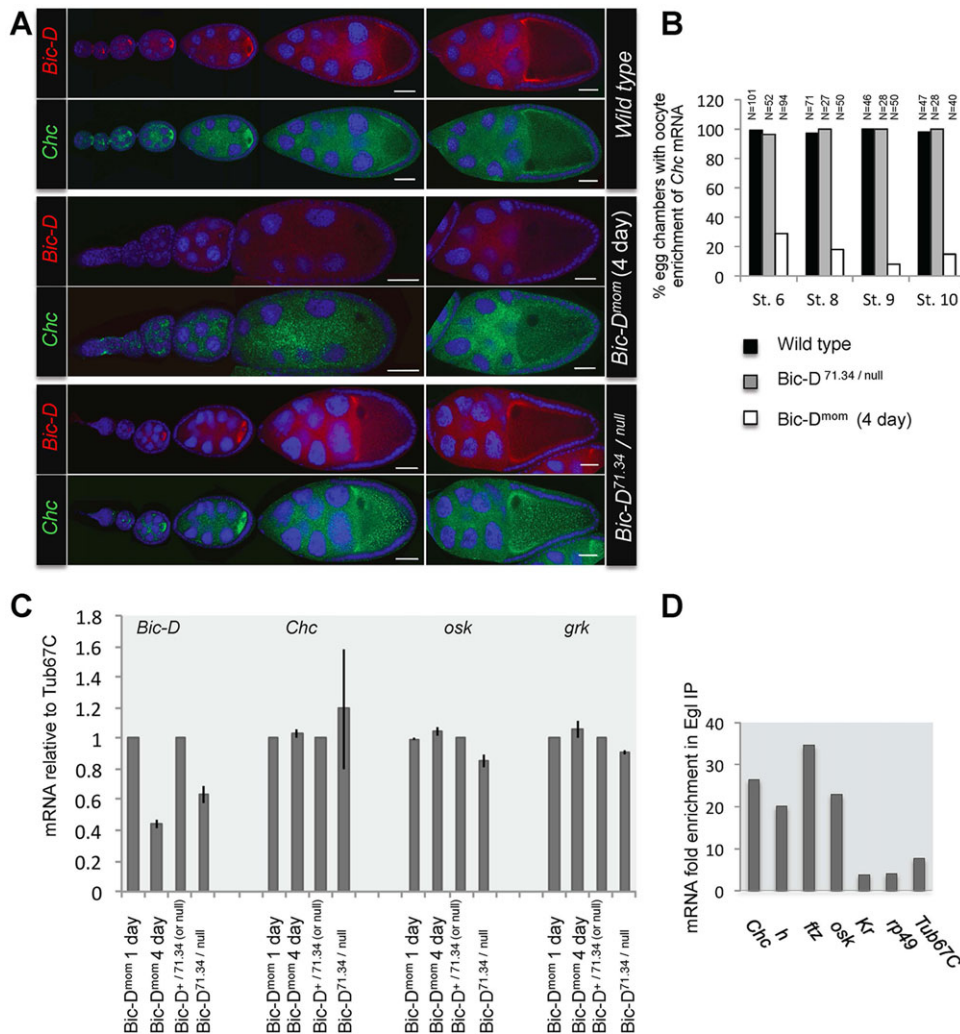 A
Bic-D
Chc
Wild type
Bic-D
Chc
Bic-Dmom (4 day)
Bic-D
Chc
Bic-D71.34 / null
B
% egg chambers with oocyte
enrichment of Chc mRNA
120
100
80
60
40
20
0
N=101
N=52
N=94
N=71
N=27
N=50
N=46
N=28
N=50
N=47
N=28
N=40
St. 6
St. 8
St. 9
St. 10
Wild type
Bic-D 71.34 / null
Bic-Dmom (4 day)
C
mRNA relative to Tub67C
1.8
1.6
1.4
1.2
1
0.8
0.6
0.4
0.2
0
Bic-D
Chc
osk
grk
Bic-Dmom 1 day
Bic-Dmom 4 day
Bic-D+ / 71.34 (or null)
Bic-D71.34 / null
Bic-Dmom 1 day
Bic-Dmom 4 day
Bic-D+ / 71.34 (or null)
Bic-D71.34 / null
Bic-Dmom 1 day
Bic-Dmom 4 day
Bic-D+ / 71.34 (or null)
Bic-D71.34 / null
Bic-Dmom 1 day
Bic-Dmom 4 day
Bic-D+ / 71.34 (or null)
Bic-D71.34 / null
D
mRNA fold enrichment in Egl IP
40
30
20
10
0
Chc
h
ftz
osk
Kr
rp49
Tub67C